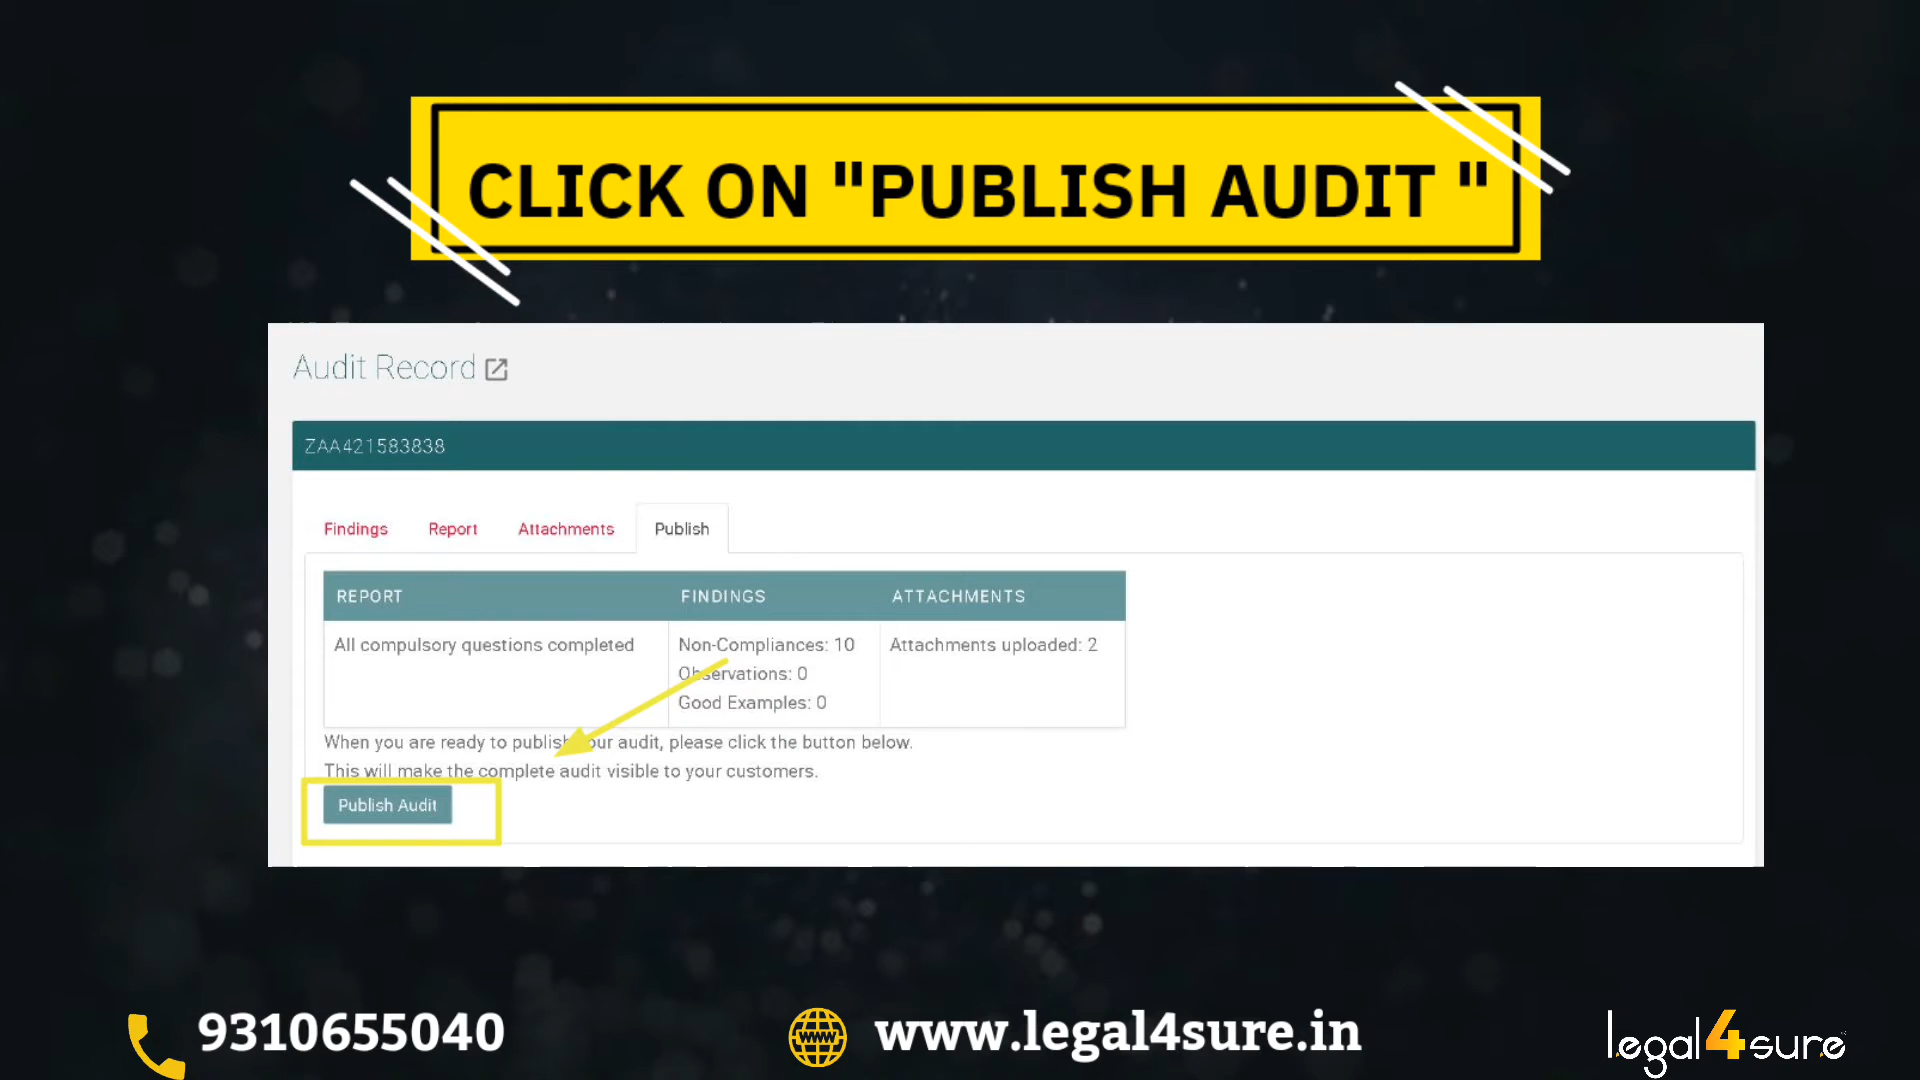 CLICK ON "PUBLISH AUDIT "
Audit Record
ZAA421583838
Findings Report Attachments Publish
REPORT FINDINGS ATTACHMENTS
All compulsory questions completed Non-Compliances: 10 Attachments uploaded: 2
Observations: 0
Good Examples: 0
When you are ready to publish your audit, please click the button below.
This will make the complete audit visible to your customers.
Publish Audit
9310655040 www www.legal4sure.in legal4sure